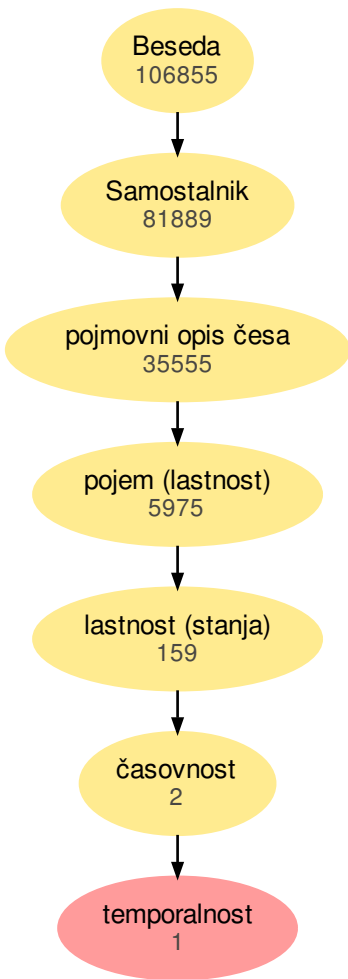 Beseda
106855
Samostalnik
81889
pojmovni opis česa
35555
pojem (lastnost)
5975
lastnost (stanja)
159
časovnost
2
temporalnost
1